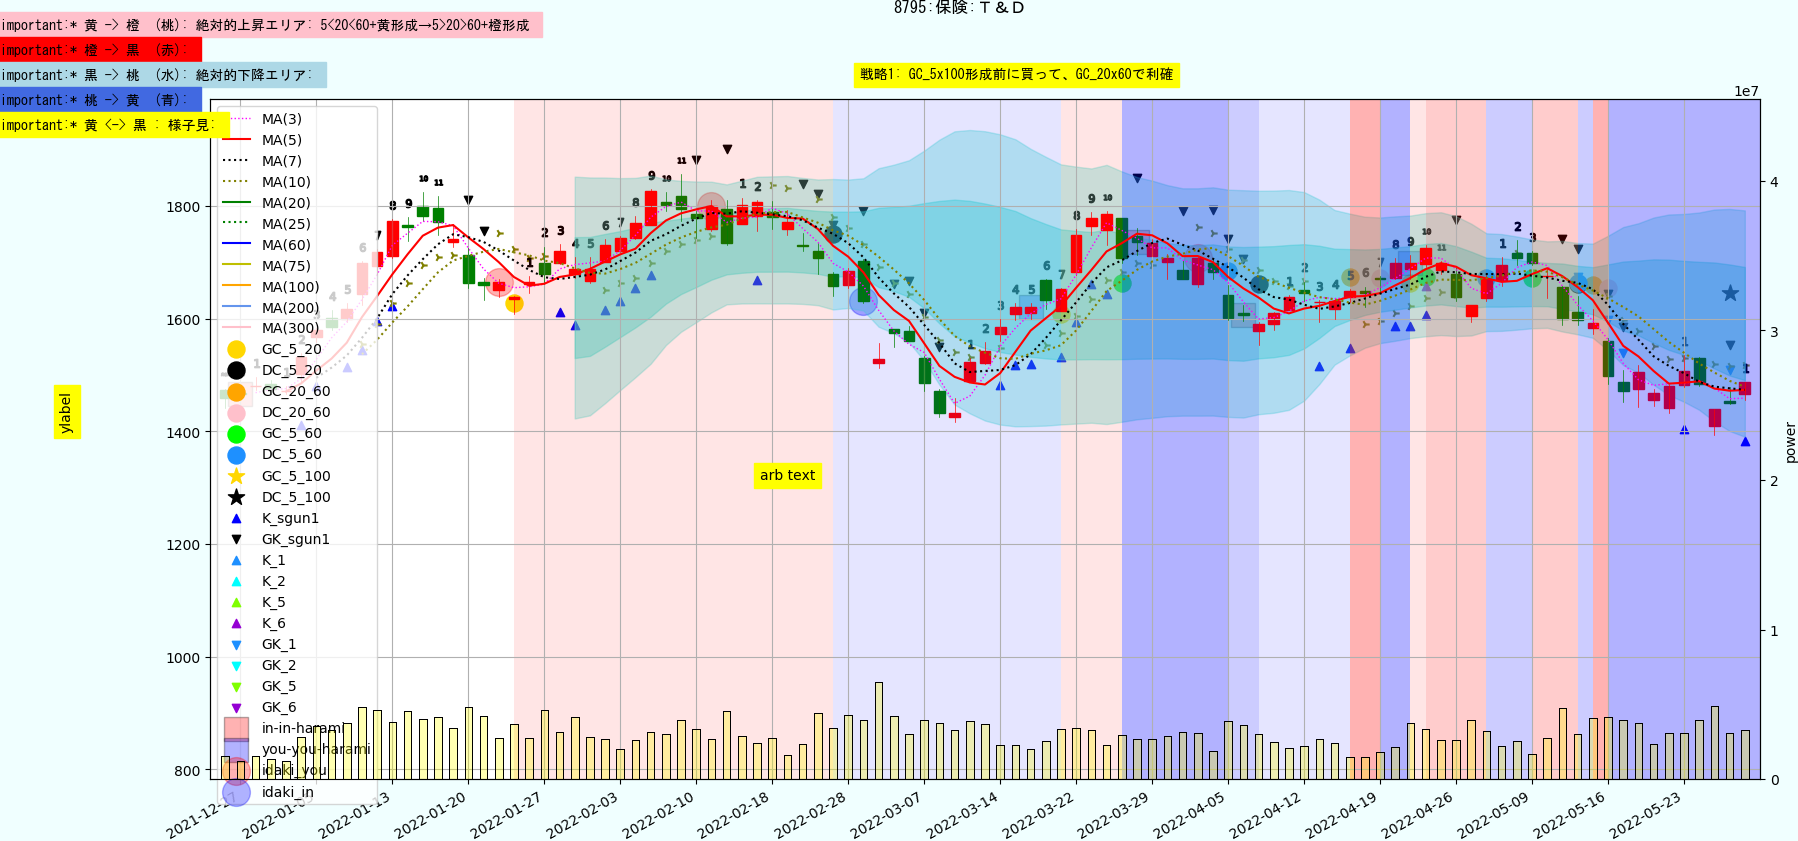 8795:保険:T&D
important:* 黄 -> 橙 (桃): 絶対的上昇エリア: 5<20<60+黄形成→5>20>60+橙形成
important:* 橙 -> 黒 (赤):
important:* 黒 -> 桃 (水): 絶対的下降エリア:
important:* 桃 -> 黄 (青):
important:* 黄 <-> 黒 : 様子見:
戦略1: GC_5x100形成前に買って、GC_20x60で利確
1e7
MA(3)
MA(5)
MA(7)
MA(10)
MA(20)
MA(25)
MA(60)
MA(75)
MA(100)
MA(200)
MA(300)
GC_5_20
DC_5_20
GC_20_60
DC_20_60
GC_5_60
DC_5_60
GC_5_100
DC_5_100
K_sgun1
GK_sgun1
K_1
K_2
K_5
K_6
GK_1
GK_2
GK_5
GK_6
in-in-harami
you-you-harami
idaki_you
idaki_in
ylabel
arb text
power
1800
1600
1400
1200
1000
800
4
3
2
1
0
2021-12-27
2022-01-05
2022-01-13
2022-01-20
2022-01-27
2022-02-03
2022-02-10
2022-02-18
2022-02-28
2022-03-07
2022-03-14
2022-03-22
2022-03-29
2022-04-05
2022-04-12
2022-04-19
2022-04-26
2022-05-09
2022-05-16
2022-05-23